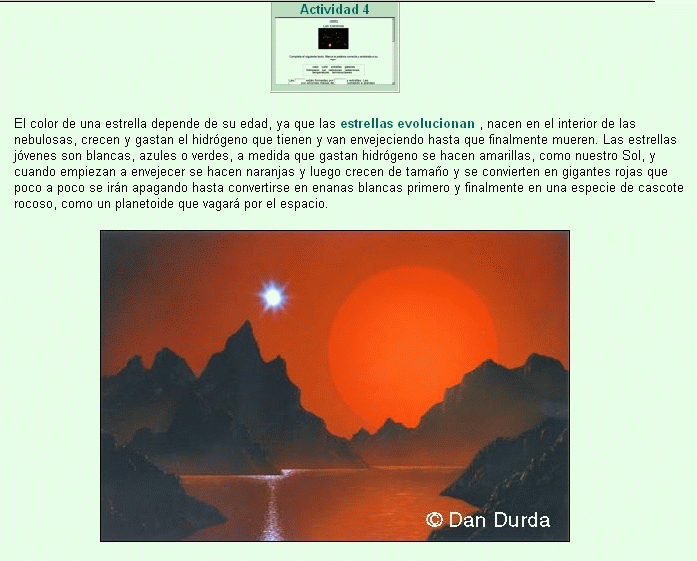 Actividad 4
El color de una estrella depende de su edad, ya que las estrellas evolucionan , nacen en el interior de las
nebulosas, crecen y gastan el hidrógeno que tienen y van envejeciendo hasta que finalmente mueren. Las estrellas
jóvenes son blancas, azules o verdes, a medida que gastan hidrógeno se hacen amarillas, como nuestro Sol, y
cuando empiezan a envejecer se hacen naranjas y luego crecen de tamaño y se convierten en gigantes rojas que
poco a poco se irán apagando hasta convertirse en enanas blancas primero y finalmente en una especie de cascote
rocoso, como un planetoide que vagará por el espacio.
© Dan Durda